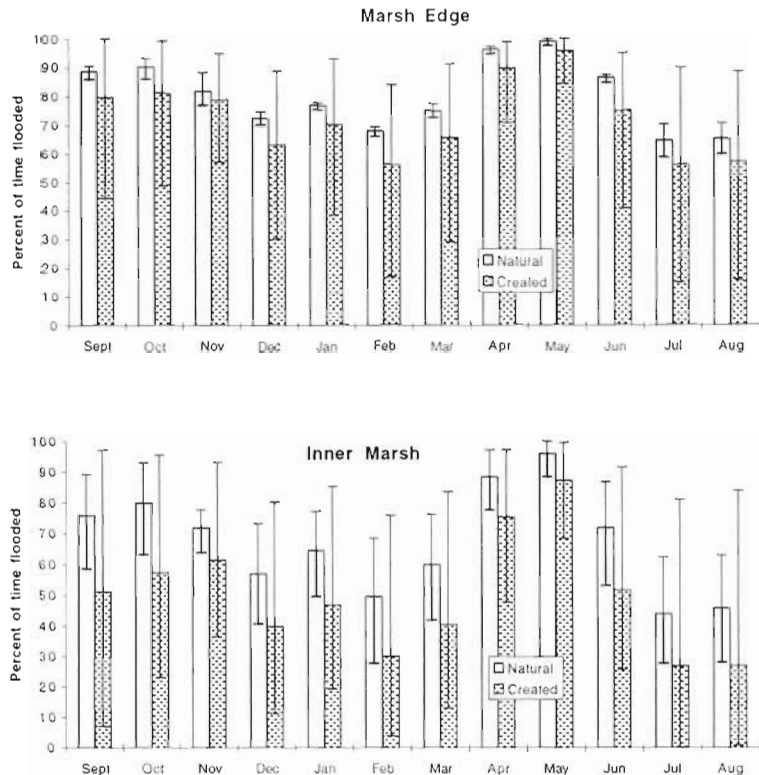 Marsh Edge
Percent of time flooded
100
90
80
70
60
50
40
30
20
10
0
Natural
Created
Sept Oct Nov Dec Jan Feb Mar Apr May Jun Jul Aug
Inner Marsh
Percent of time flooded
100
90
80
70
60
50
40
30
20
10
0
Natural
Created
Sept Oct Nov Dec Jan Feb Mar Apr May Jun Jul Aug